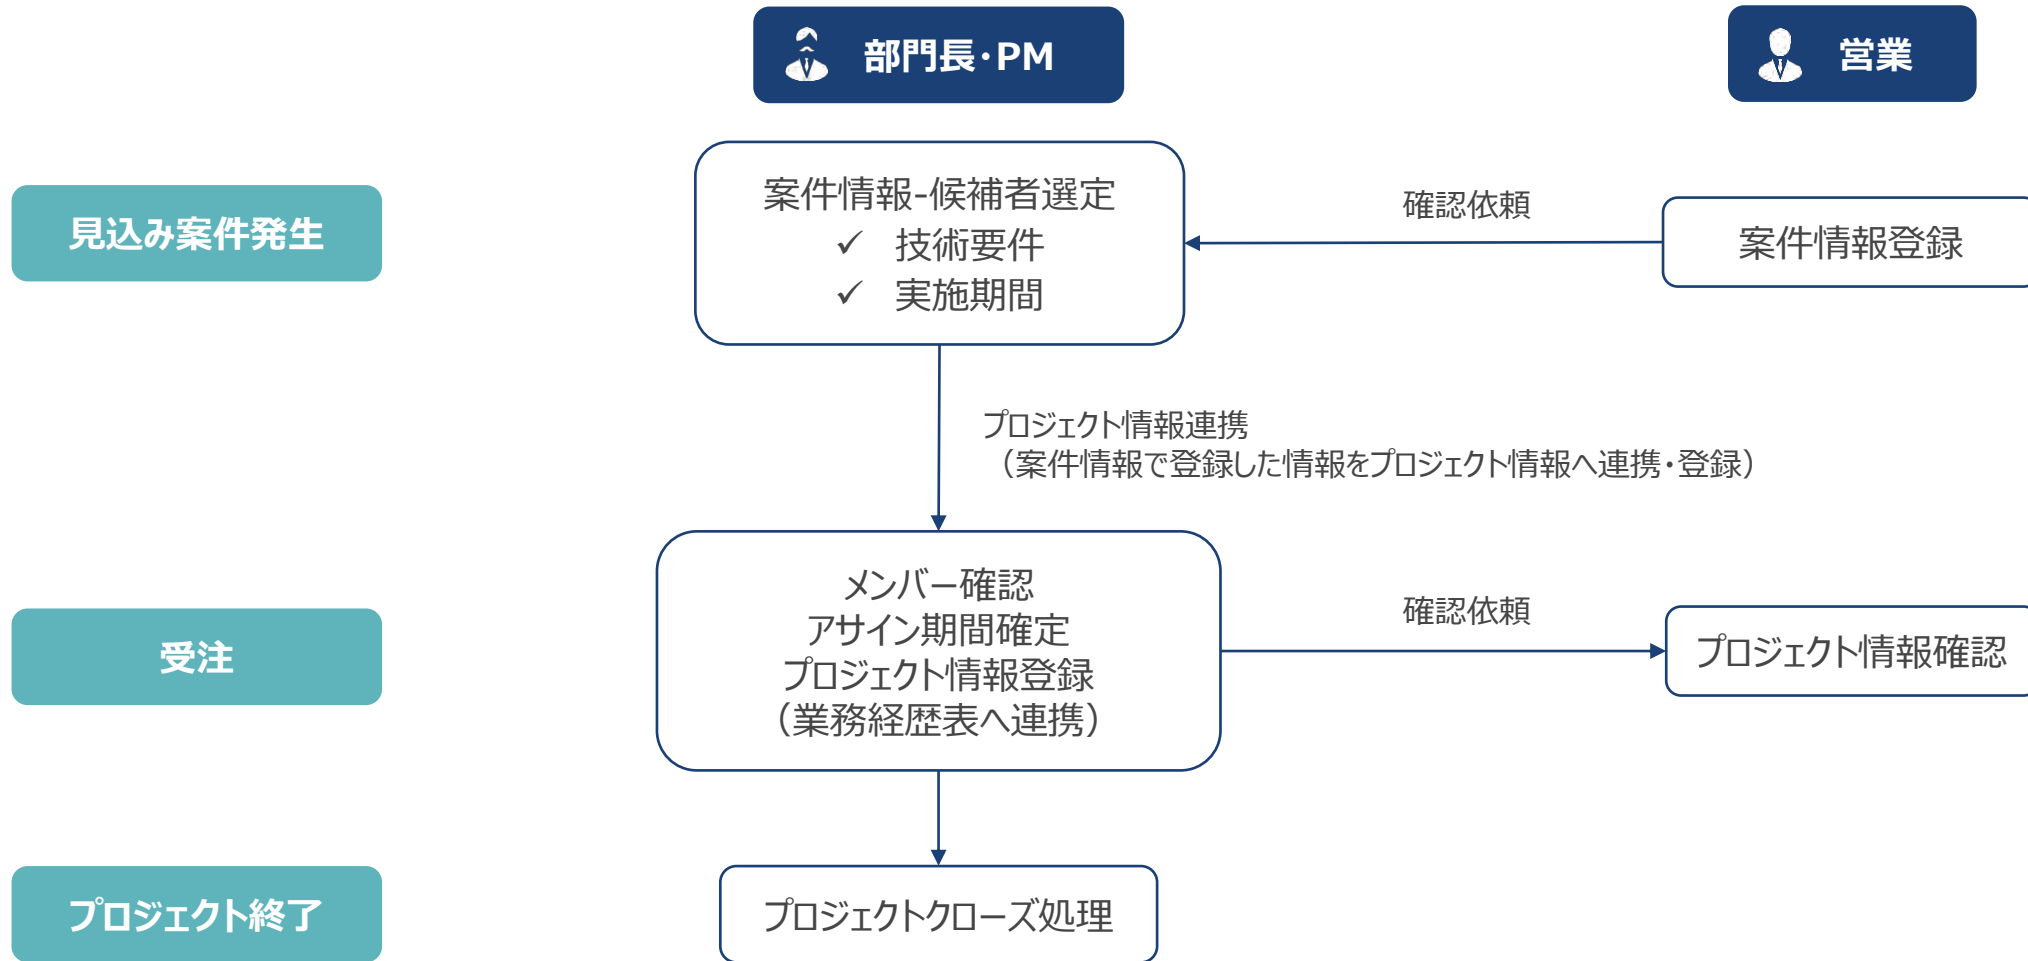 部門長・PM
営業
見込み案件発生
案件情報-候補者選定
✓ 技術要件
✓ 実施期間
確認依頼
案件情報登録
プロジェクト情報連携
（案件情報で登録した情報をプロジェクト情報へ連携・登録）
受注
メンバー確認
アサイン期間確定
プロジェクト情報登録
（業務経歴表へ連携）
確認依頼
プロジェクト情報確認
プロジェクト終了
プロジェクトクローズ処理